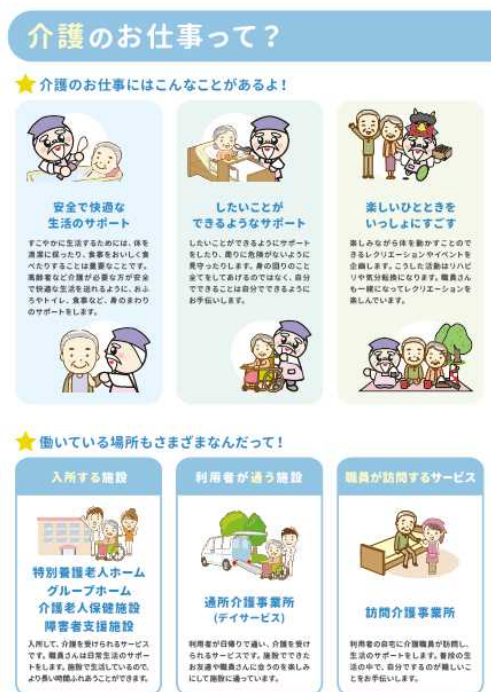 介護のお仕事って?
介護のお仕事にはこんなことがあるよ!
安全で快適な
生活のサポート
すこやかに生活するためには、体を
清潔に保ったり、食事をおいしく食
べたりすることは重要なことです。
高齢者など介護が必要な方が安全
で快適な生活を送れるように、おふ
ろやトイレ、食事など、身のまわり
のサポートをします。
したいことが
できるようなサポート
したいことができるようにサポート
をしたり、周りに危険がないように
見守ったりします。身の回りのこと
全てをしてあげるのではなく、自分
でできることは自分でできるように
お手伝いします。
楽しいひとときを
いっしょにすごす
楽しみながら体を動かすことので
きるレクリエーションやイベントを
企画します。こうした活動はリハビ
リや気分転換になります。職員さん
も一緒になってレクリエーションを
楽しんでいます。
働いている場所もさまざまなんだって!
入所する施設
特別養護老人ホーム
グループホーム
介護老人保健施設
障害者支援施設
入所して、介護を受けられるサービス
です。職員さんは日常生活のサポー
トをします。施設で生活しているので、
より長い時間ふれあうことができます。
利用者が通う施設
通所介護事業所
(デイサービス)
利用者が日帰りで通い、介護を受け
られるサービスです。施設でできた
お友達や職員さんに会うのを楽しみ
にして施設に通っています。
職員が訪問するサービス
訪問介護事業所
利用者の自宅に介護職員が訪問し、
生活のサポートをします。普段の生
活の中で、自分でするのが難しいこ
とをお手伝いします。